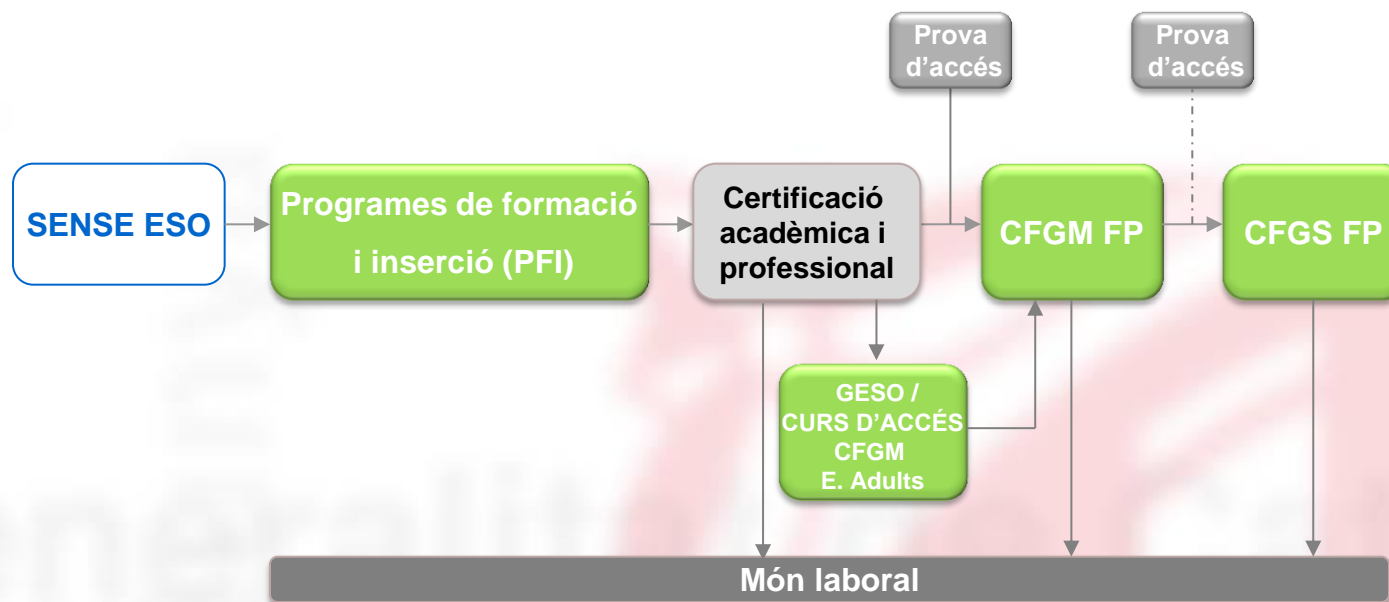 Prova
d’accés
Prova
d’accés
SENSE ESO
Programes de formació
i inserció (PFI)
Certificació
acadèmica i
professional
CFGM FP
CFGS FP
GESO /
CURS D’ACCÉS
CFGM
E. Adults
Món laboral